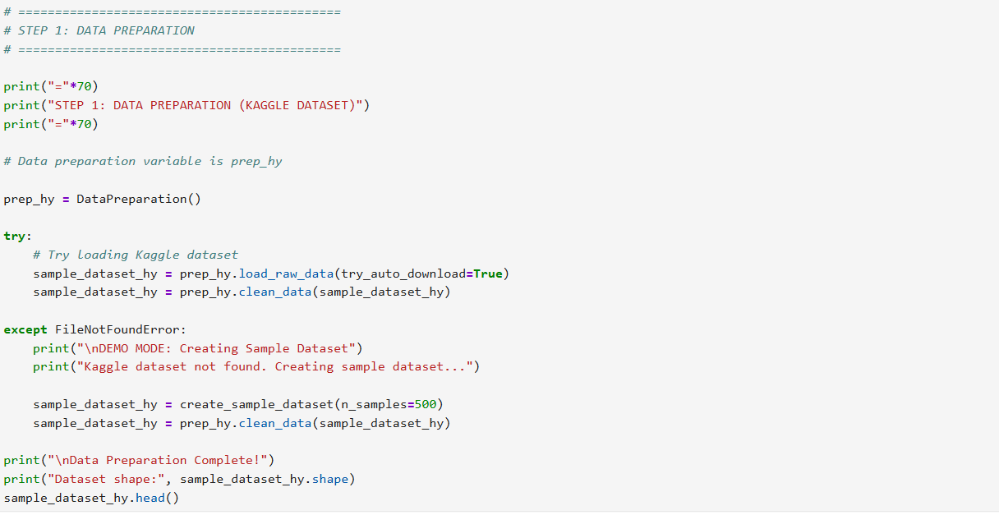 # ============================================
# STEP 1: DATA PREPARATION
# ============================================
print("="*70)
print("STEP 1: DATA PREPARATION (KAGGLE DATASET)")
print("="*70)
# Data preparation variable is prep_hy
prep_hy = DataPreparation()
try:
    # Try loading Kaggle dataset
    sample_dataset_hy = prep_hy.load_raw_data(try_auto_download=True)
    sample_dataset_hy = prep_hy.clean_data(sample_dataset_hy)
except FileNotFoundError:
    print("\nDEMO MODE: Creating Sample Dataset")
    print("Kaggle dataset not found. Creating sample dataset...")
    sample_dataset_hy = create_sample_dataset(n_samples=500)
    sample_dataset_hy = prep_hy.clean_data(sample_dataset_hy)
print("\nData Preparation Complete!")
print("Dataset shape:", sample_dataset_hy.shape)
sample_dataset_hy.head()